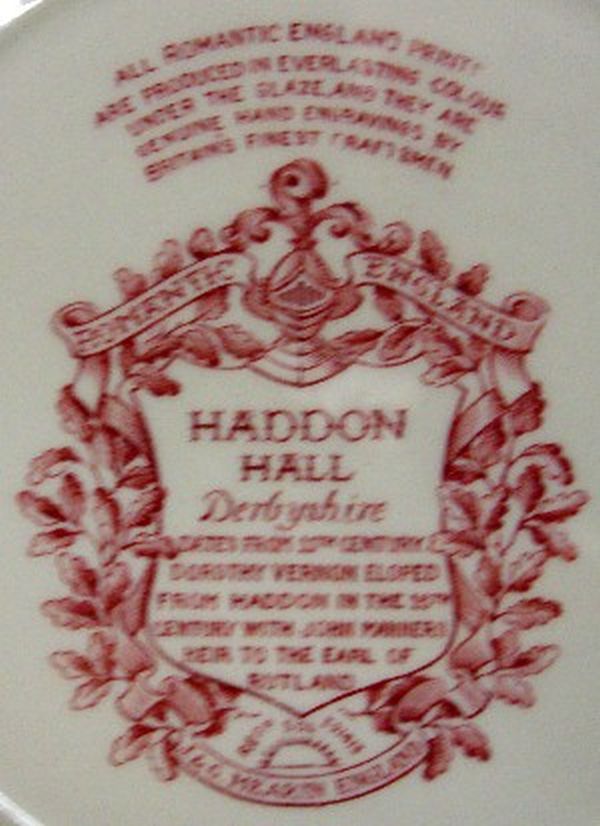 ALL ROMANTIC ENGLAND PRINTS
ARE PRODUCED IN EVERLASTING COLOUR
UNDER THE GLAZE, AND THEY ARE
GENUINE HAND ENGRAVINGS BY
BRITAINS FINEST CRAFTSMEN
ROMANTIC ENGLAND
HADDON
HALL
Derbyshire
DATES FROM CENTURY.
DOROTHY VERNON ELOPED
FROM HADDON IN THE
CENTURY WITH JOHN MANNERS
HEIR TO THE EARL OF
RUTLAND
J.&G. MEAKIN ENGLAND